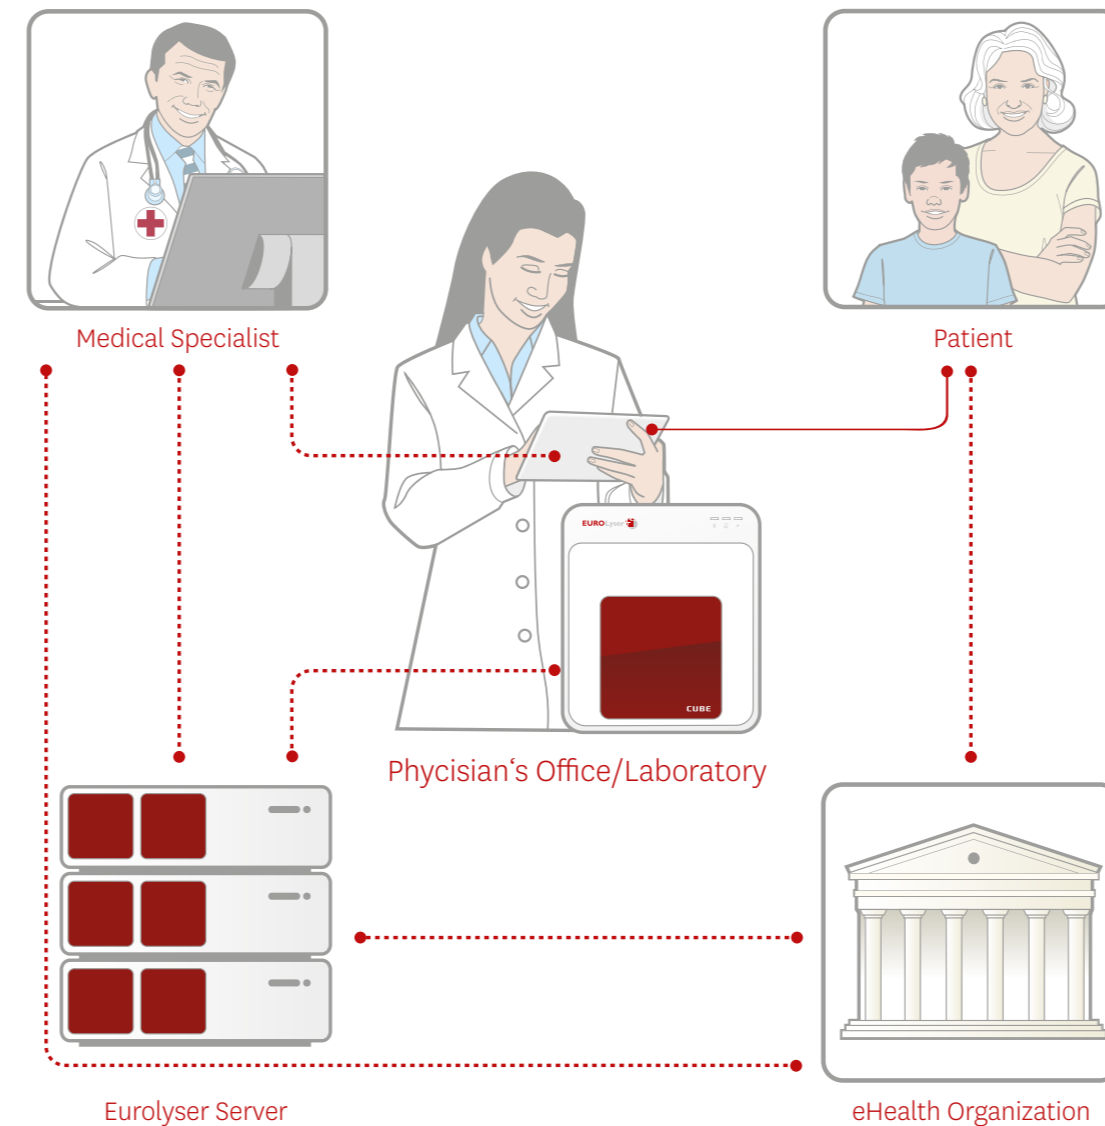 Medical Specialist
Patient
EUROLyser
CUBE
Phycisian‘s Office/Laboratory
Eurolyser Server
eHealth Organization